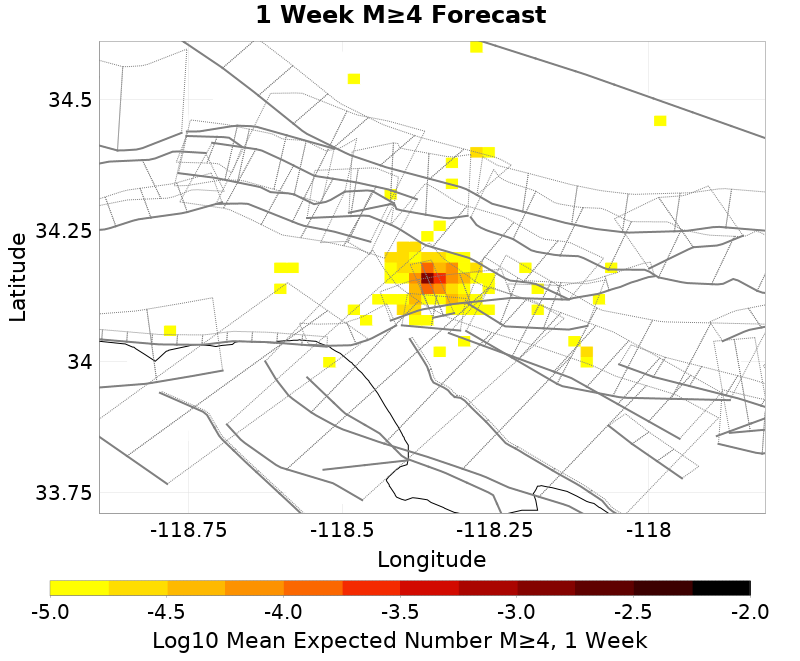 1 Week M≥4 Forecast
34.5
34.25
34
33.75
Latitude
-118.75 -118.5 -118.25 -118
Longitude
-5.0 -4.5 -4.0 -3.5 -3.0 -2.5 -2.0
Log10 Mean Expected Number M≥4, 1 Week